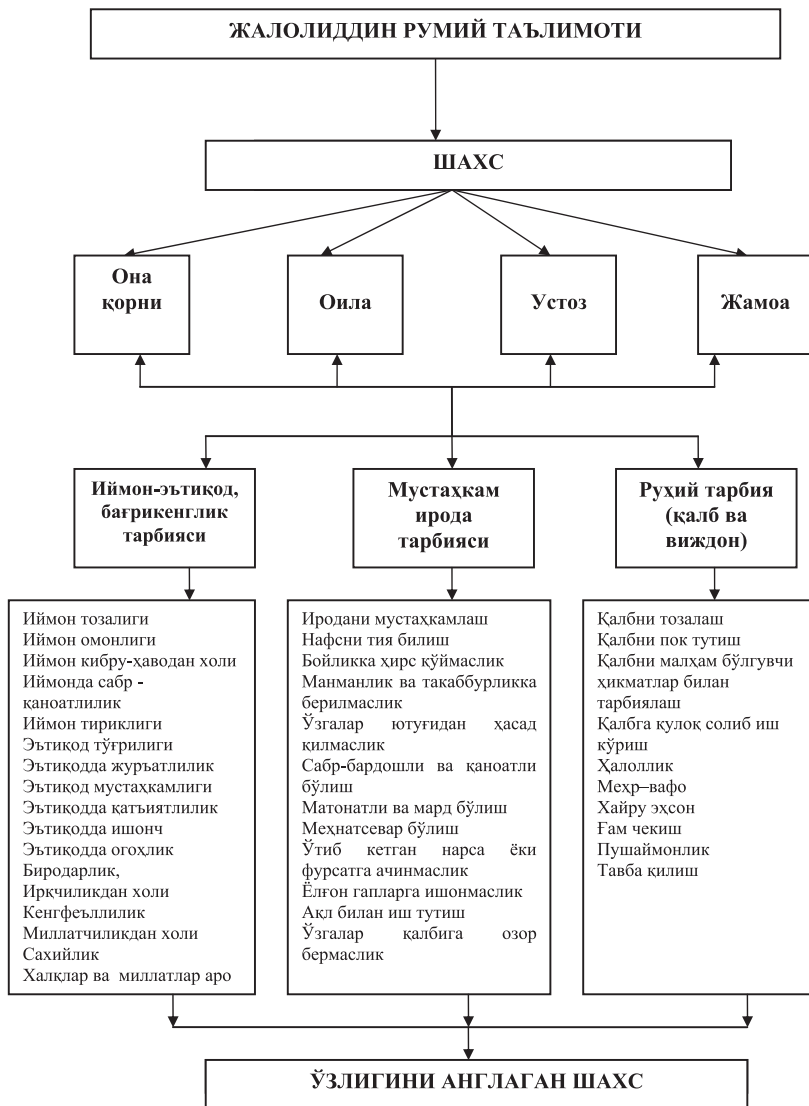 ЖАЛОЛИДДИН РУМИЙ ТАЪЛИМОТИ
ШАХС
Она
қорни
Оила
Устоз
Жамоа
Иймон-эътиқод,
бағрикенглик
тарбияси
Мустаҳкам
ирода
тарбияси
Руҳий тарбия
(қалб ва
виждон)
Иймон тозалиги
Иймон омонлиги
Иймон кибру-ҳаводан холи
Иймонда сабр -
қаноатлилик
Иймон тириклиги
Эътиқод тўғрилиги
Эътиқодда журъатлилик
Эътиқод мустаҳкамлиги
Эътиқодда қатъиятлилик
Эътиқодда ишонч
Эътиқодда огоҳлик
Биродарлик,
Ирқчиликдан холи
Кенгфеъллилик
Миллатчиликдан холи
Сахийлик
Халқлар ва миллатлар аро
Иродани мустаҳкамлаш
Нафсни тия билиш
Бойликка ҳирс қўймаслик
Манманлик ва такаббурликка
берилмаслик
Ўзгалар ютуғидан ҳасад
қилмаслик
Сабр-бардошли ва қаноатли
бўлиш
Матонатли ва мард бўлиш
Меҳнатсевар бўлиш
Ўтиб кетган нарса ёки
фурсатга ачинмаслик
Ёлғон гапларга ишонмаслик
Ақл билан иш тутиш
Ўзгалар қалбига озор
бермаслик
Қалбни тозалаш
Қалбни пок тутиш
Қалбни малҳам бўлгувчи
ҳикматлар билан
тарбиялаш
Қалбга қулоқ солиб иш
кўриш
Ҳалоллик
Меҳр–вафо
Хайру эҳсон
Ғам чекиш
Пушаймонлик
Тавба қилиш
ЎЗЛИГИНИ АНГЛАГАН ШАХС